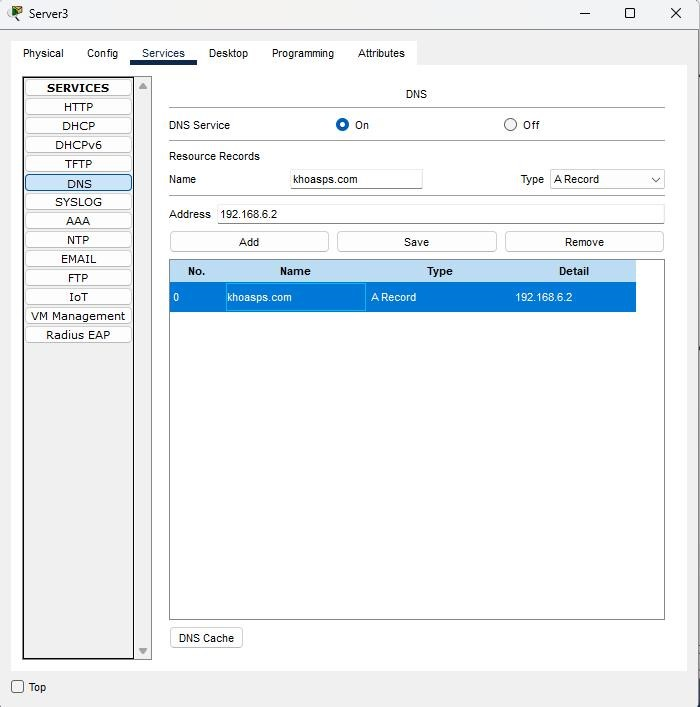 Server3
Physical Config Services Desktop Programming Attributes
SERVICES
HTTP
DHCP
DHCPv6
TFTP
DNS
SYSLOG
AAA
NTP
EMAIL
FTP
IoT
VM Management
Radius EAP
DNS
DNS Service On Off
Resource Records
Name khoasps.com Type A Record
Address 192.168.6.2
Add Save Remove
No. Name Type Detail
0 khoasps.com A Record 192.168.6.2
DNS Cache
Top